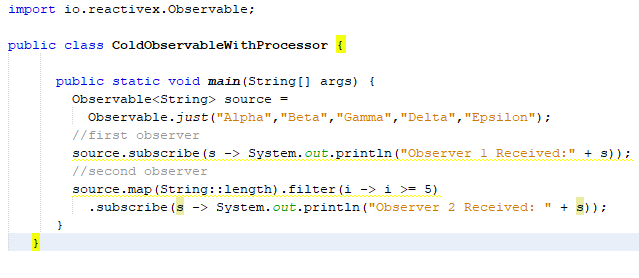 import io.reactivex.Observable;
public class ColdObservableWithProcessor {
public static void main(String[] args) {
Observable<String> source =
Observable.just("Alpha","Beta","Gamma","Delta","Epsilon");
//first observer
source.subscribe(s -> System.out.println("Observer 1 Received:" + s));
//second observer
source.map(String::length).filter(i -> i >= 5)
.subscribe(s -> System.out.println("Observer 2 Received: " + s));
}
}